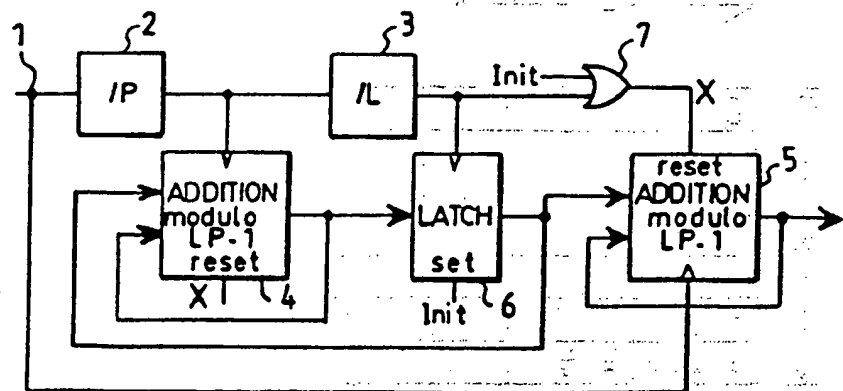 1
2
3
7
/P
/L
Init
X
ADDITION
modulo
LP-1
reset
X
4
LATCH
set
Init
6
reset
ADDITION
modulo
LP-1
5